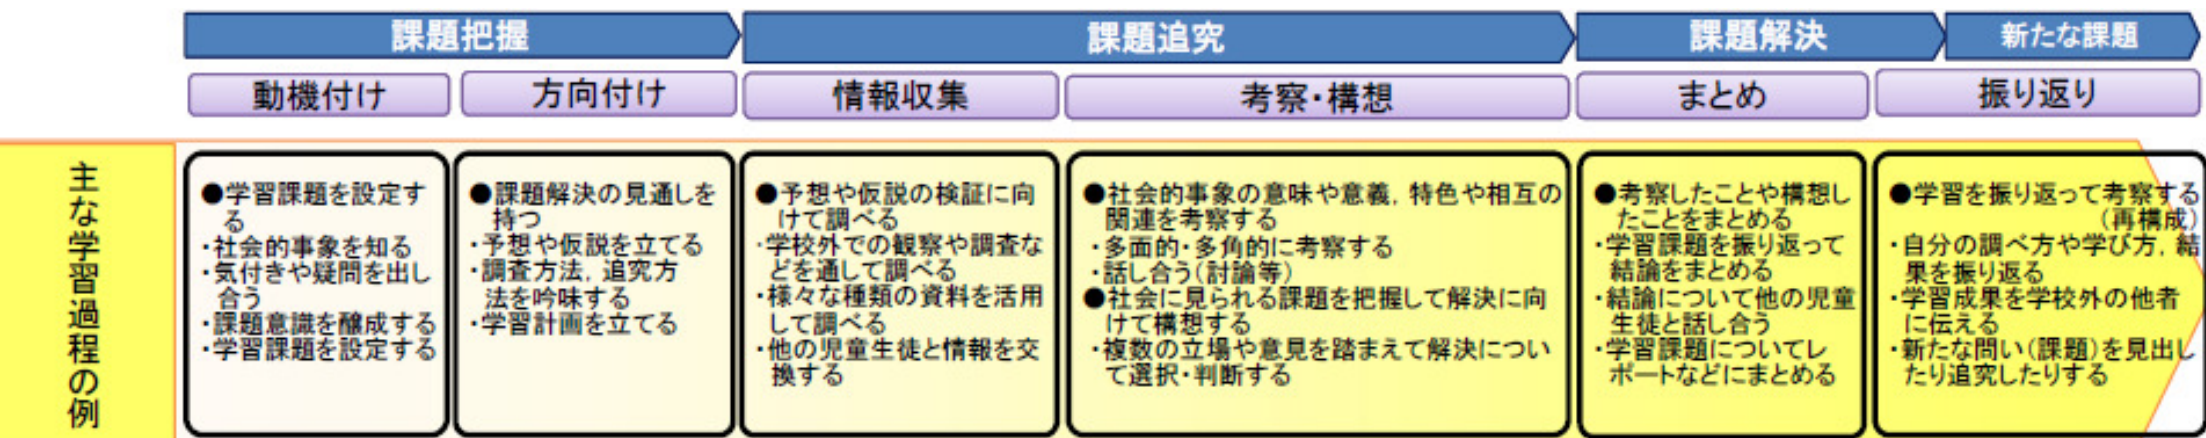 課題把握
課題追究
課題解決
新たな課題
動機付け
方向付け
情報収集
考察・構想
まとめ
振り返り
主な学習過程の例
●学習課題を設定す
る
・社会的事象を知る
・気付きや疑問を出し
合う
・課題意識を醸成する
・学習課題を設定する
●課題解決の見通しを
持つ
・予想や仮説を立てる
・調査方法，追究方
法を吟味する
・学習計画を立てる
●予想や仮説の検証に向
けて調べる
・学校外での観察や調査な
どを通して調べる
・様々な種類の資料を活用
して調べる
・他の児童生徒と情報を交
換する
●社会的事象の意味や意義，特色や相互の
関連を考察する
・多面的・多角的に考察する
・話し合う（討論等）
●社会に見られる課題を把握して解決に向
けて構想する
・複数の立場や意見を踏まえて解決につい
て選択・判断する
●考察したことや構想し
たことをまとめる
・学習課題を振り返って
結論をまとめる
・結論について他の児童
生徒と話し合う
・学習課題についてレ
ポートなどにまとめる
●学習を振り返って考察する
（再構成）
・自分の調べ方や学び方，結
果を振り返る
・学習成果を学校外の他者
に伝える
・新たな問い（課題）を見出し
たり追究したりする